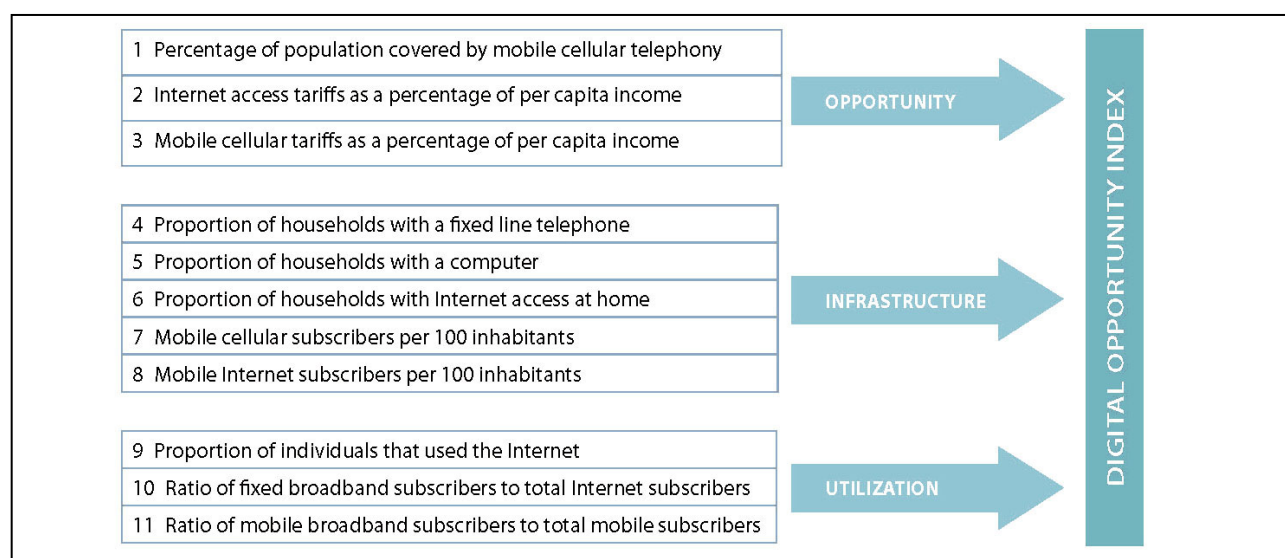 1 Percentage of population covered by mobile cellular telephony
2 Internet access tariffs as a percentage of per capita income
3 Mobile cellular tariffs as a percentage of per capita income
OPPORTUNITY
4 Proportion of households with a fixed line telephone
5 Proportion of households with a computer
6 Proportion of households with Internet access at home
7 Mobile cellular subscribers per 100 inhabitants
8 Mobile Internet subscribers per 100 inhabitants
INFRASTRUCTURE
9 Proportion of individuals that used the Internet
10 Ratio of fixed broadband subscribers to total Internet subscribers
11 Ratio of mobile broadband subscribers to total mobile subscribers
UTILIZATION
DIGITAL OPPORTUNITY INDEX